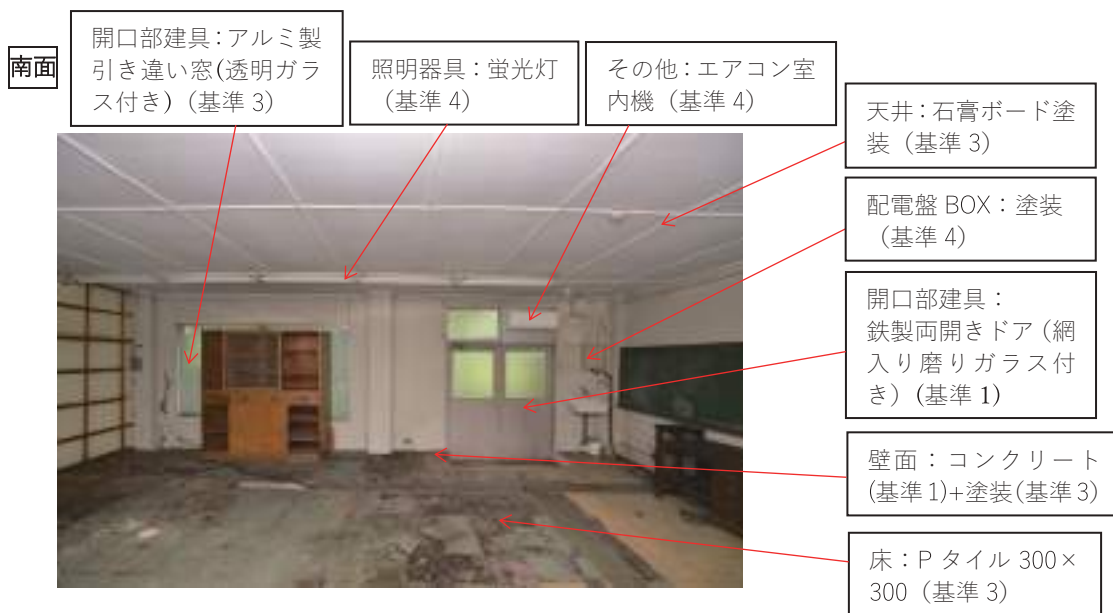 南面
開口部建具：アルミ製
引き違い窓(透明ガラ
ス付き)（基準 3）
照明器具：蛍光灯
（基準 4）
その他：エアコン室
内機（基準 4）
天井：石膏ボード塗
装（基準 3）
配電盤 BOX：塗装
（基準 4）
開口部建具：
鉄製両開きドア（網
入り磨りガラス付
き）(基準 1)
壁面：コンクリート
(基準 1)+塗装(基準 3)
床：P タイル 300×
300（基準 3）